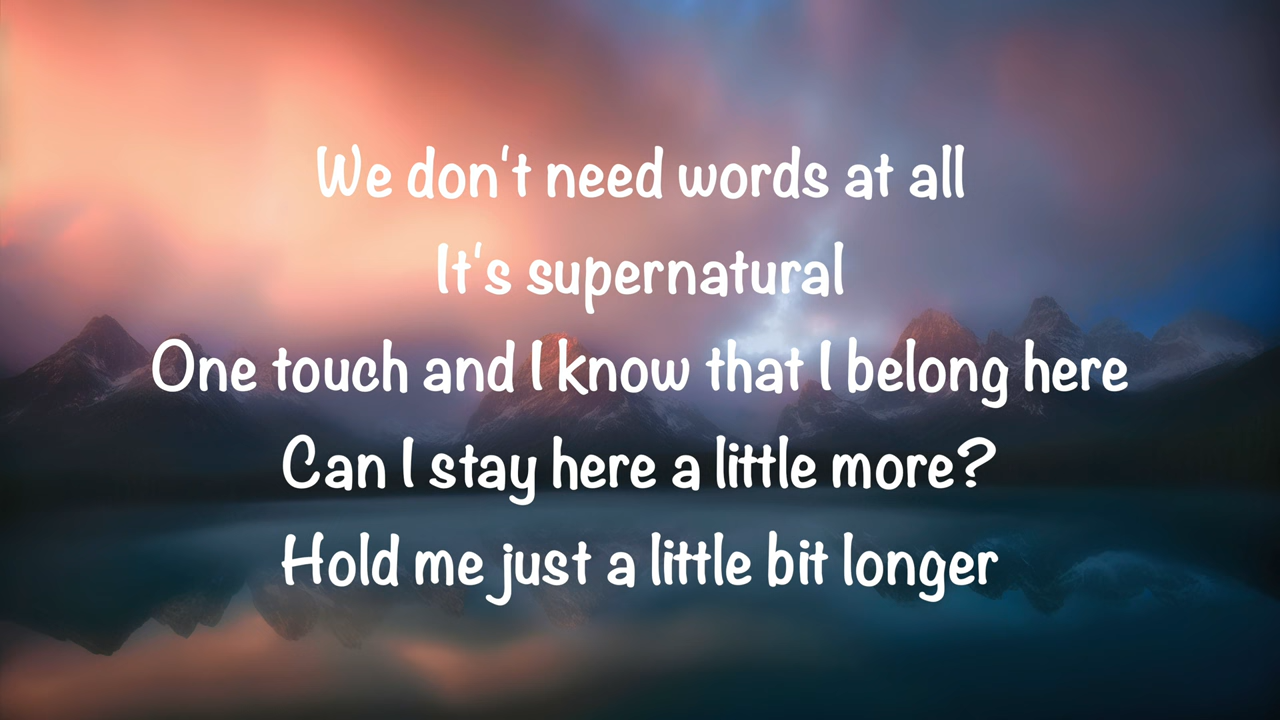 We don't need words at all
It's supernatural
One touch and I know that I belong here
Can I stay here a little more?
Hold me just a little bit longer